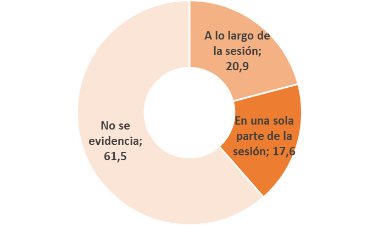 A lo largo de
la sesión;
20,9
En una sola
parte de la
sesión; 17,6
No se
evidencia;
61,5